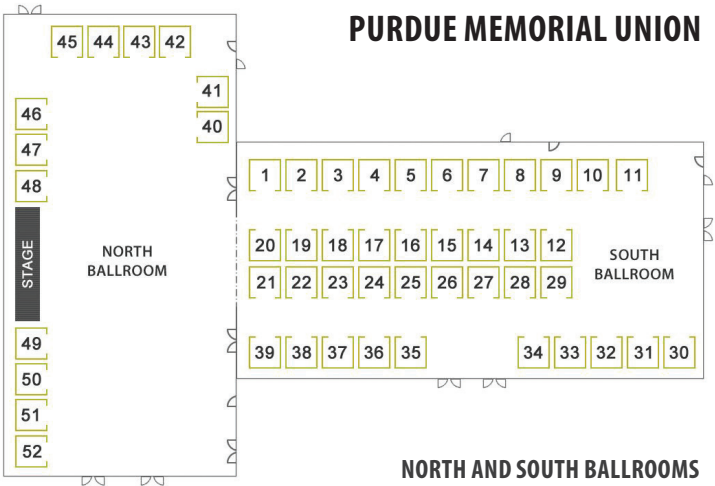 PURDUE MEMORIAL UNION
45 44 43 42
41
40
46
47
48
STAGE
NORTH
BALLROOM
49
50
51
52
1 2 3 4 5 6 7 8 9 10 11
20 19 18 17 16 15 14 13 12
21 22 23 24 25 26 27 28 29
SOUTH
BALLROOM
39 38 37 36 35 34 33 32 31 30
NORTH AND SOUTH BALLROOMS